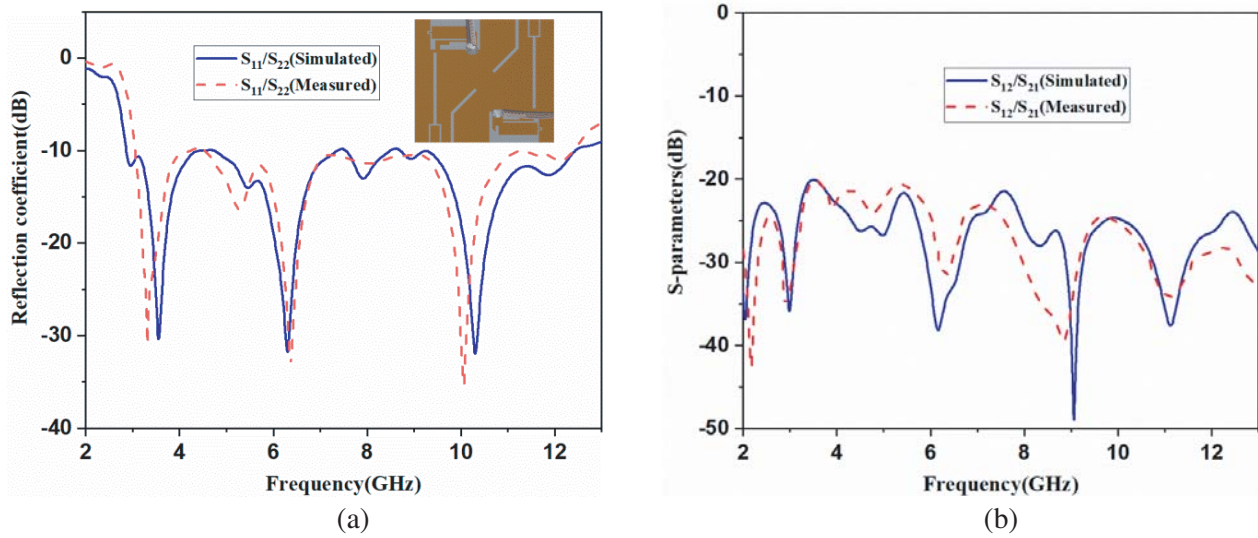 S11/S22(Simulated)
S11/S22(Measured)
Reflection coefficient(dB)
0
-10
-20
-30
-40
2 4 6 8 10 12
Frequency(GHz)
(a)
S12/S21(Simulated)
S12/S21(Measured)
S-parameters(dB)
0
-10
-20
-30
-40
-50
2 4 6 8 10 12
Frequency(GHz)
(b)